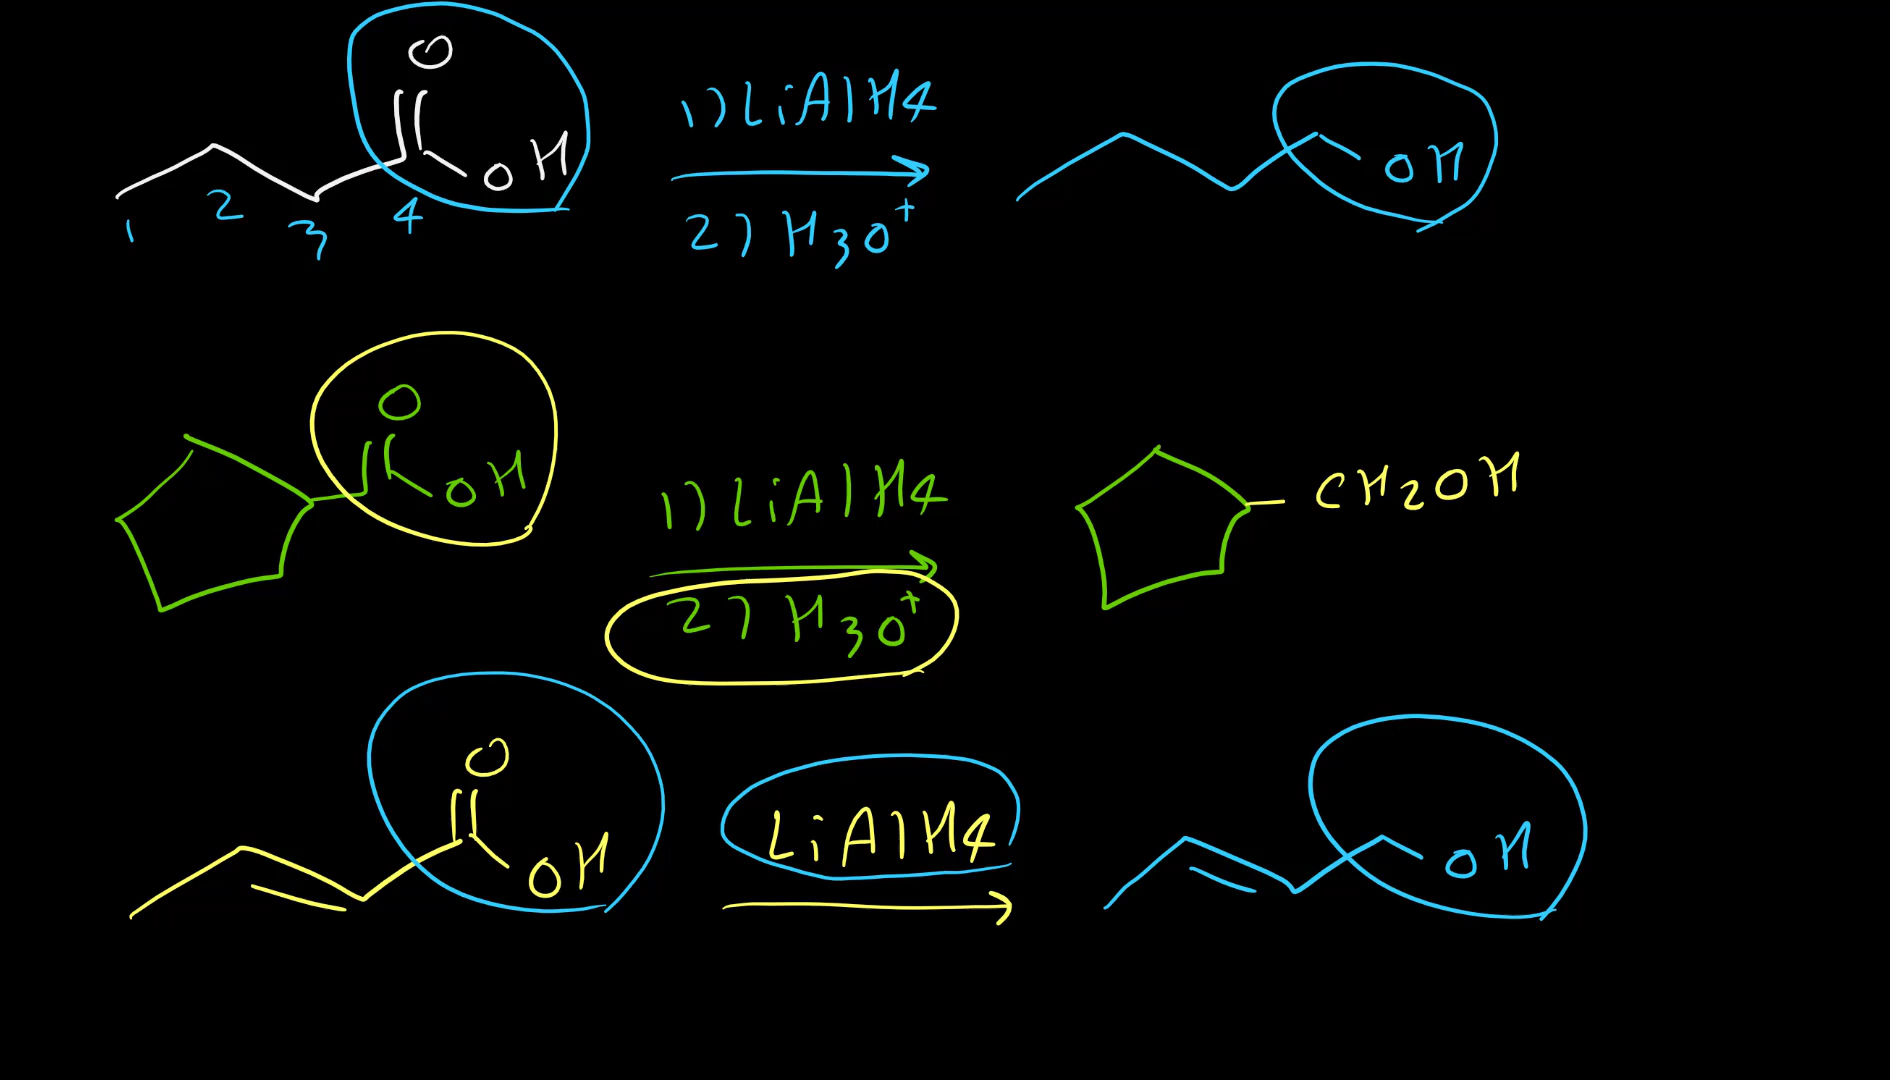 O
1) LiAlH4
OH
OH
1 2 3 4
2) H3O+
O
OH
1) LiAlH4
CH2OH
2) H3O+
O
LiAlH4
OH
OH